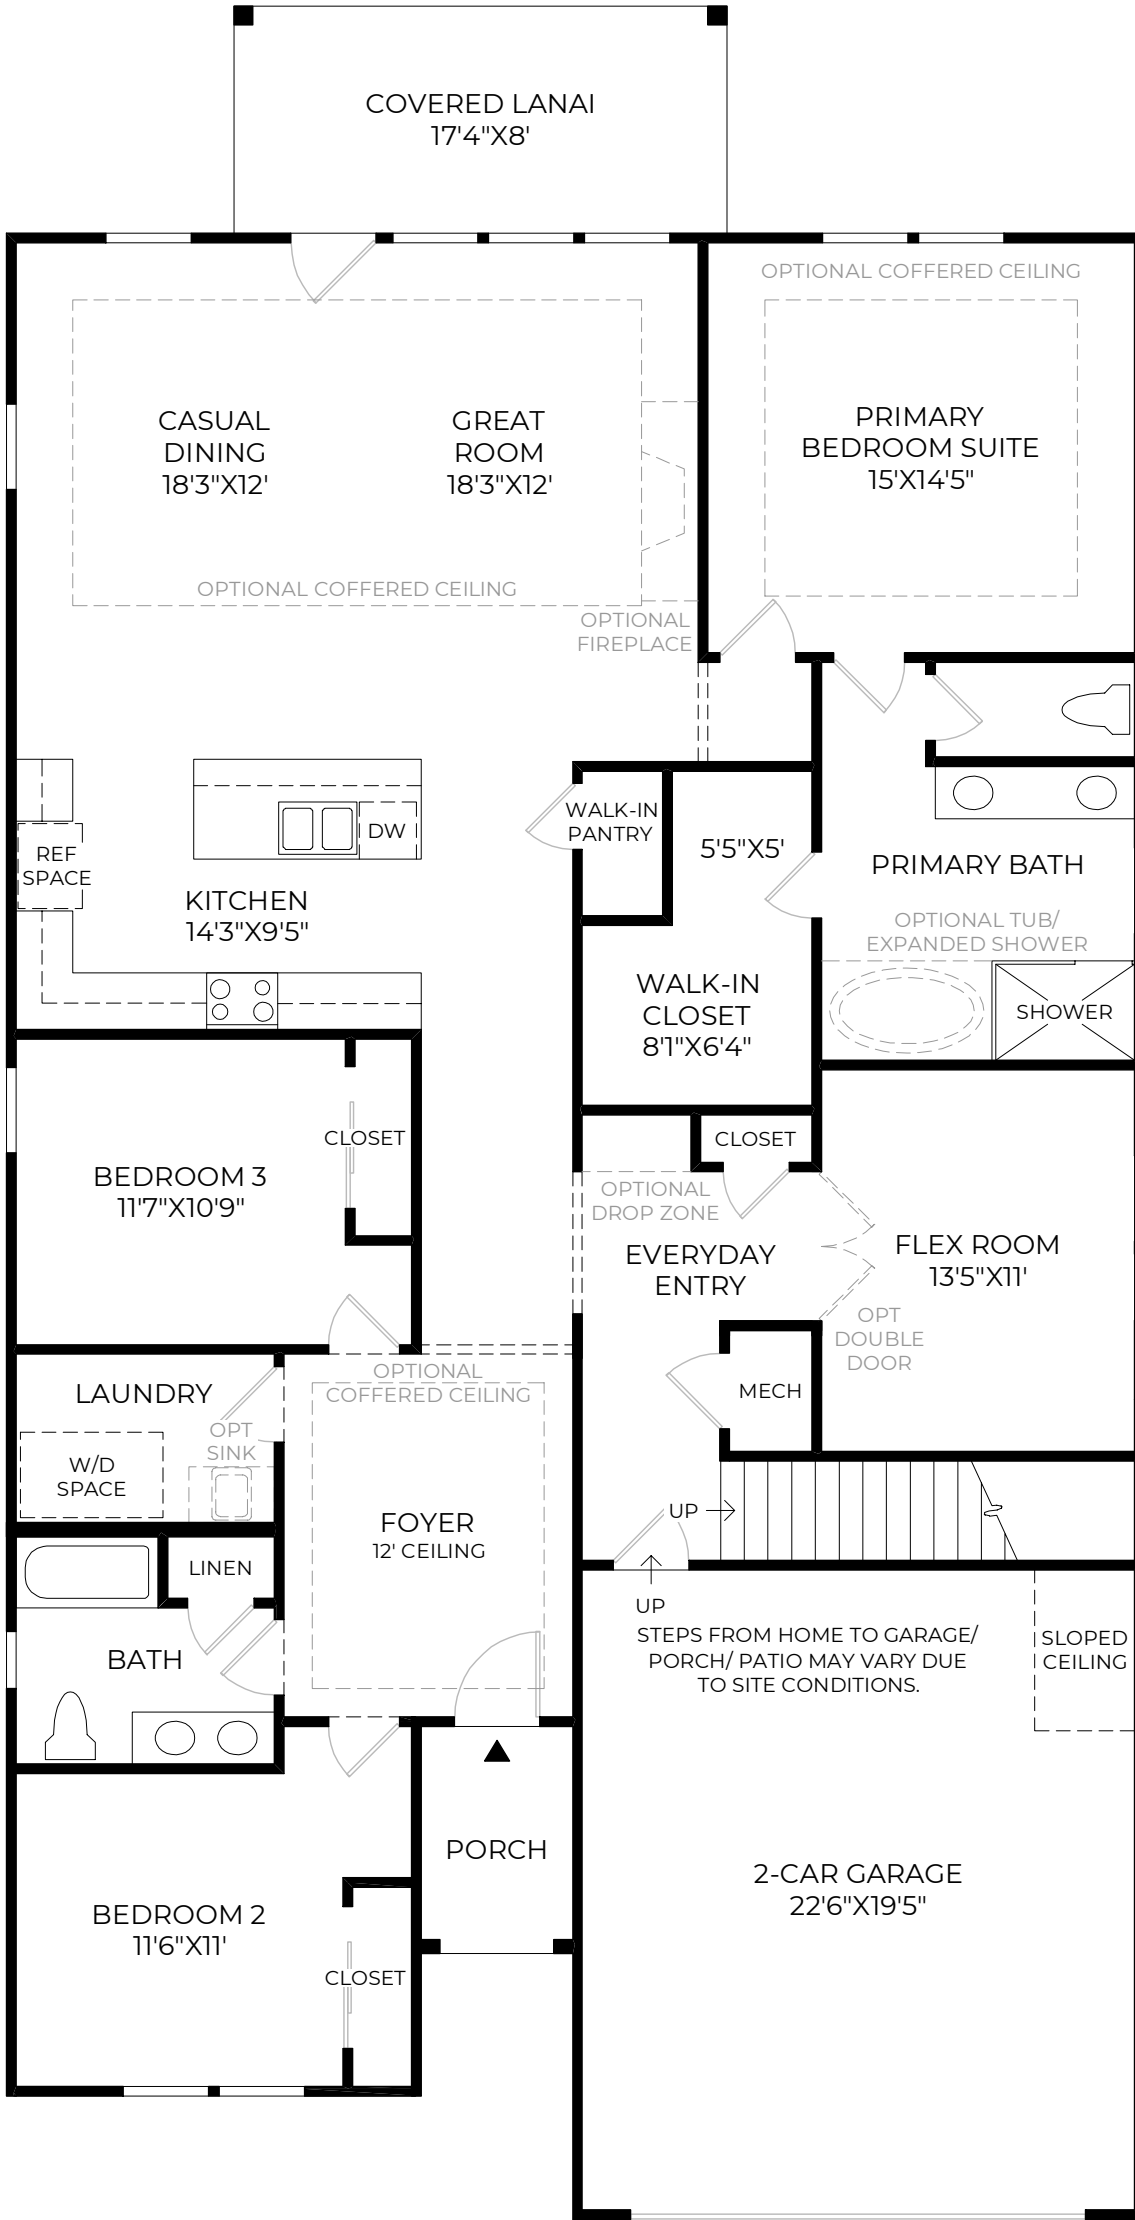 COVERED LANAI
17'4"X8'
OPTIONAL COFFERED CEILING
CASUAL
DINING
18'3"X12'
GREAT
ROOM
18'3"X12'
PRIMARY
BEDROOM SUITE
15'X14'5"
OPTIONAL COFFERED CEILING
OPTIONAL
FIREPLACE
WALK-IN
PANTRY
DW
REF
SPACE
KITCHEN
14'3"X9'5"
5'5"X5'
PRIMARY BATH
OPTIONAL TUB/
EXPANDED SHOWER
SHOWER
WALK-IN
CLOSET
8'1"X6'4"
CLOSET
BEDROOM 3
11'7"X10'9"
CLOSET
OPTIONAL
DROP ZONE
EVERYDAY
ENTRY
FLEX ROOM
13'5"X11'
OPT
DOUBLE
DOOR
MECH
OPTIONAL
COFFERED CEILING
LAUNDRY
OPT
SINK
W/D
SPACE
FOYER
12' CEILING
UP
LINEN
UP
STEPS FROM HOME TO GARAGE/
PORCH/ PATIO MAY VARY DUE
TO SITE CONDITIONS.
SLOPED
CEILING
BATH
PORCH
2-CAR GARAGE
22'6"X19'5"
BEDROOM 2
11'6"X11'
CLOSET